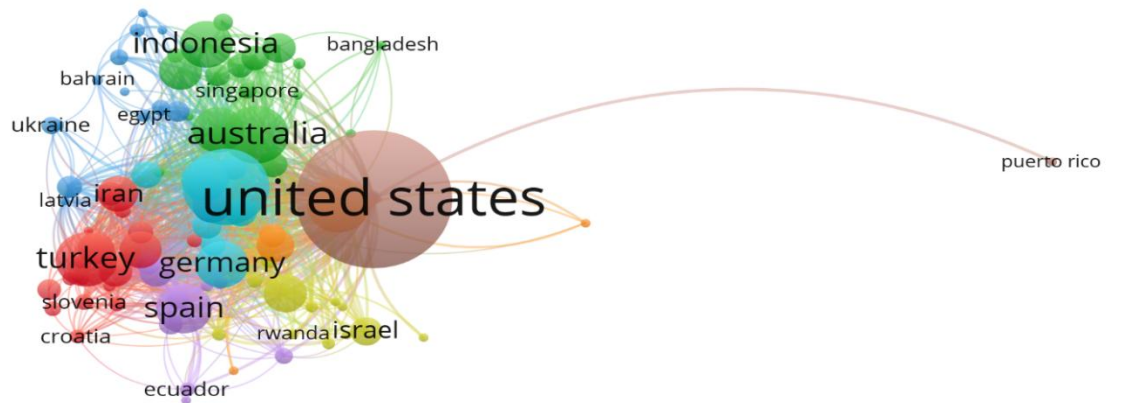 indonesia
bangladesh
bahrain
singapore
egypt
ukraine
australia
puerto rico
latvia
iran
united states
turkey
germany
slovenia
spain
croatia
rwanda
israel
ecuador